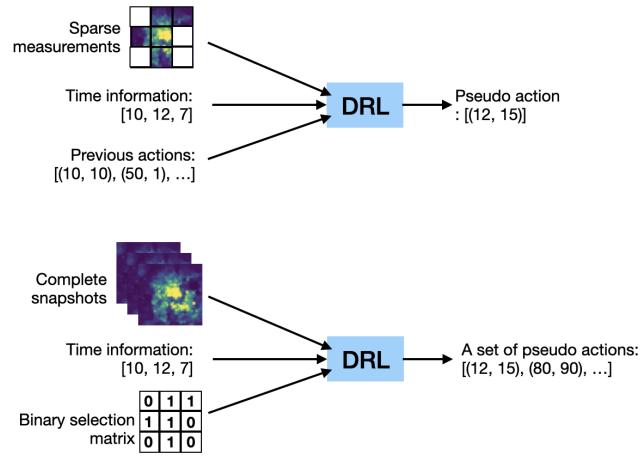 Sparse
measurements
Time information:
[10, 12, 7]
Previous actions:
[(10, 10), (50, 1), ...]
DRL
Pseudo action
: [(12, 15)]
Complete
snapshots
Time information:
[10, 12, 7]
Binary selection
matrix
0 1 1
1 1 0
0 1 0
DRL
A set of pseudo actions:
[(12, 15), (80, 90), ...]